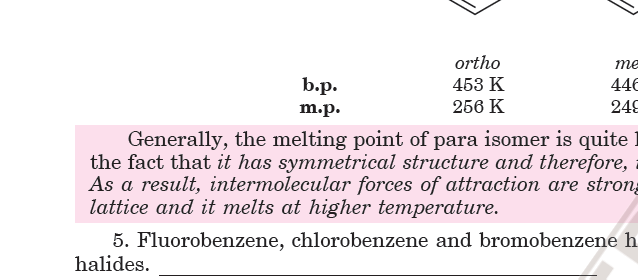 ortho
b.p. 453 K
m.p. 256 K
Generally, the melting point of para isomer is quite
the fact that it has symmetrical structure and therefore,
As a result, intermolecular forces of attraction are
lattice and it melts at higher temperature.
5. Fluorobenzene, chlorobenzene and bromobenzene
halides.